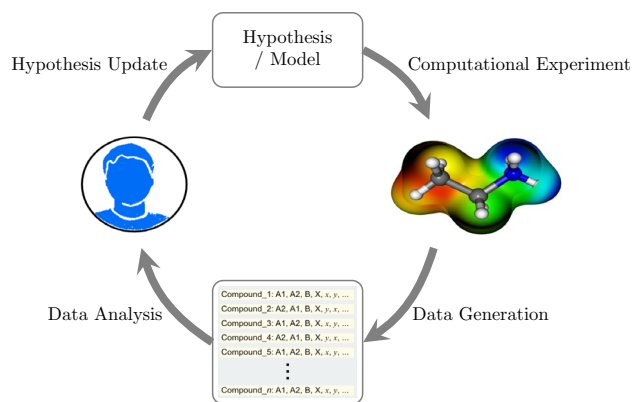 Hypothesis
/ Model
Hypothesis Update
Computational Experiment
Data Analysis
Data Generation
Compound_1: A1, A2, B, X, x, y, ...
Compound_2: A2, A1, B, X, y, x, ...
Compound_3: A1, A2, B, X, x, y, ...
Compound_4: A2, A1, B, X, x, y, ...
Compound_5: A1, A2, B, X, x, y, ...
⋮
Compound_n: A1, A2, B, X, x, y, ...